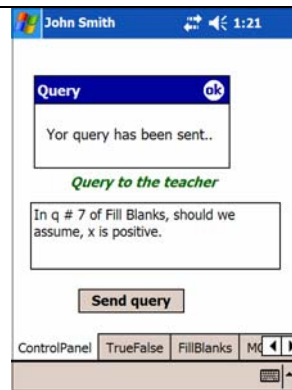 John Smith 1:21
Query ok
Yor query has been sent..
Query to the teacher
In q # 7 of Fill Blanks, should we
assume, x is positive.
Send query
ControlPanel TrueFalse FillBlanks